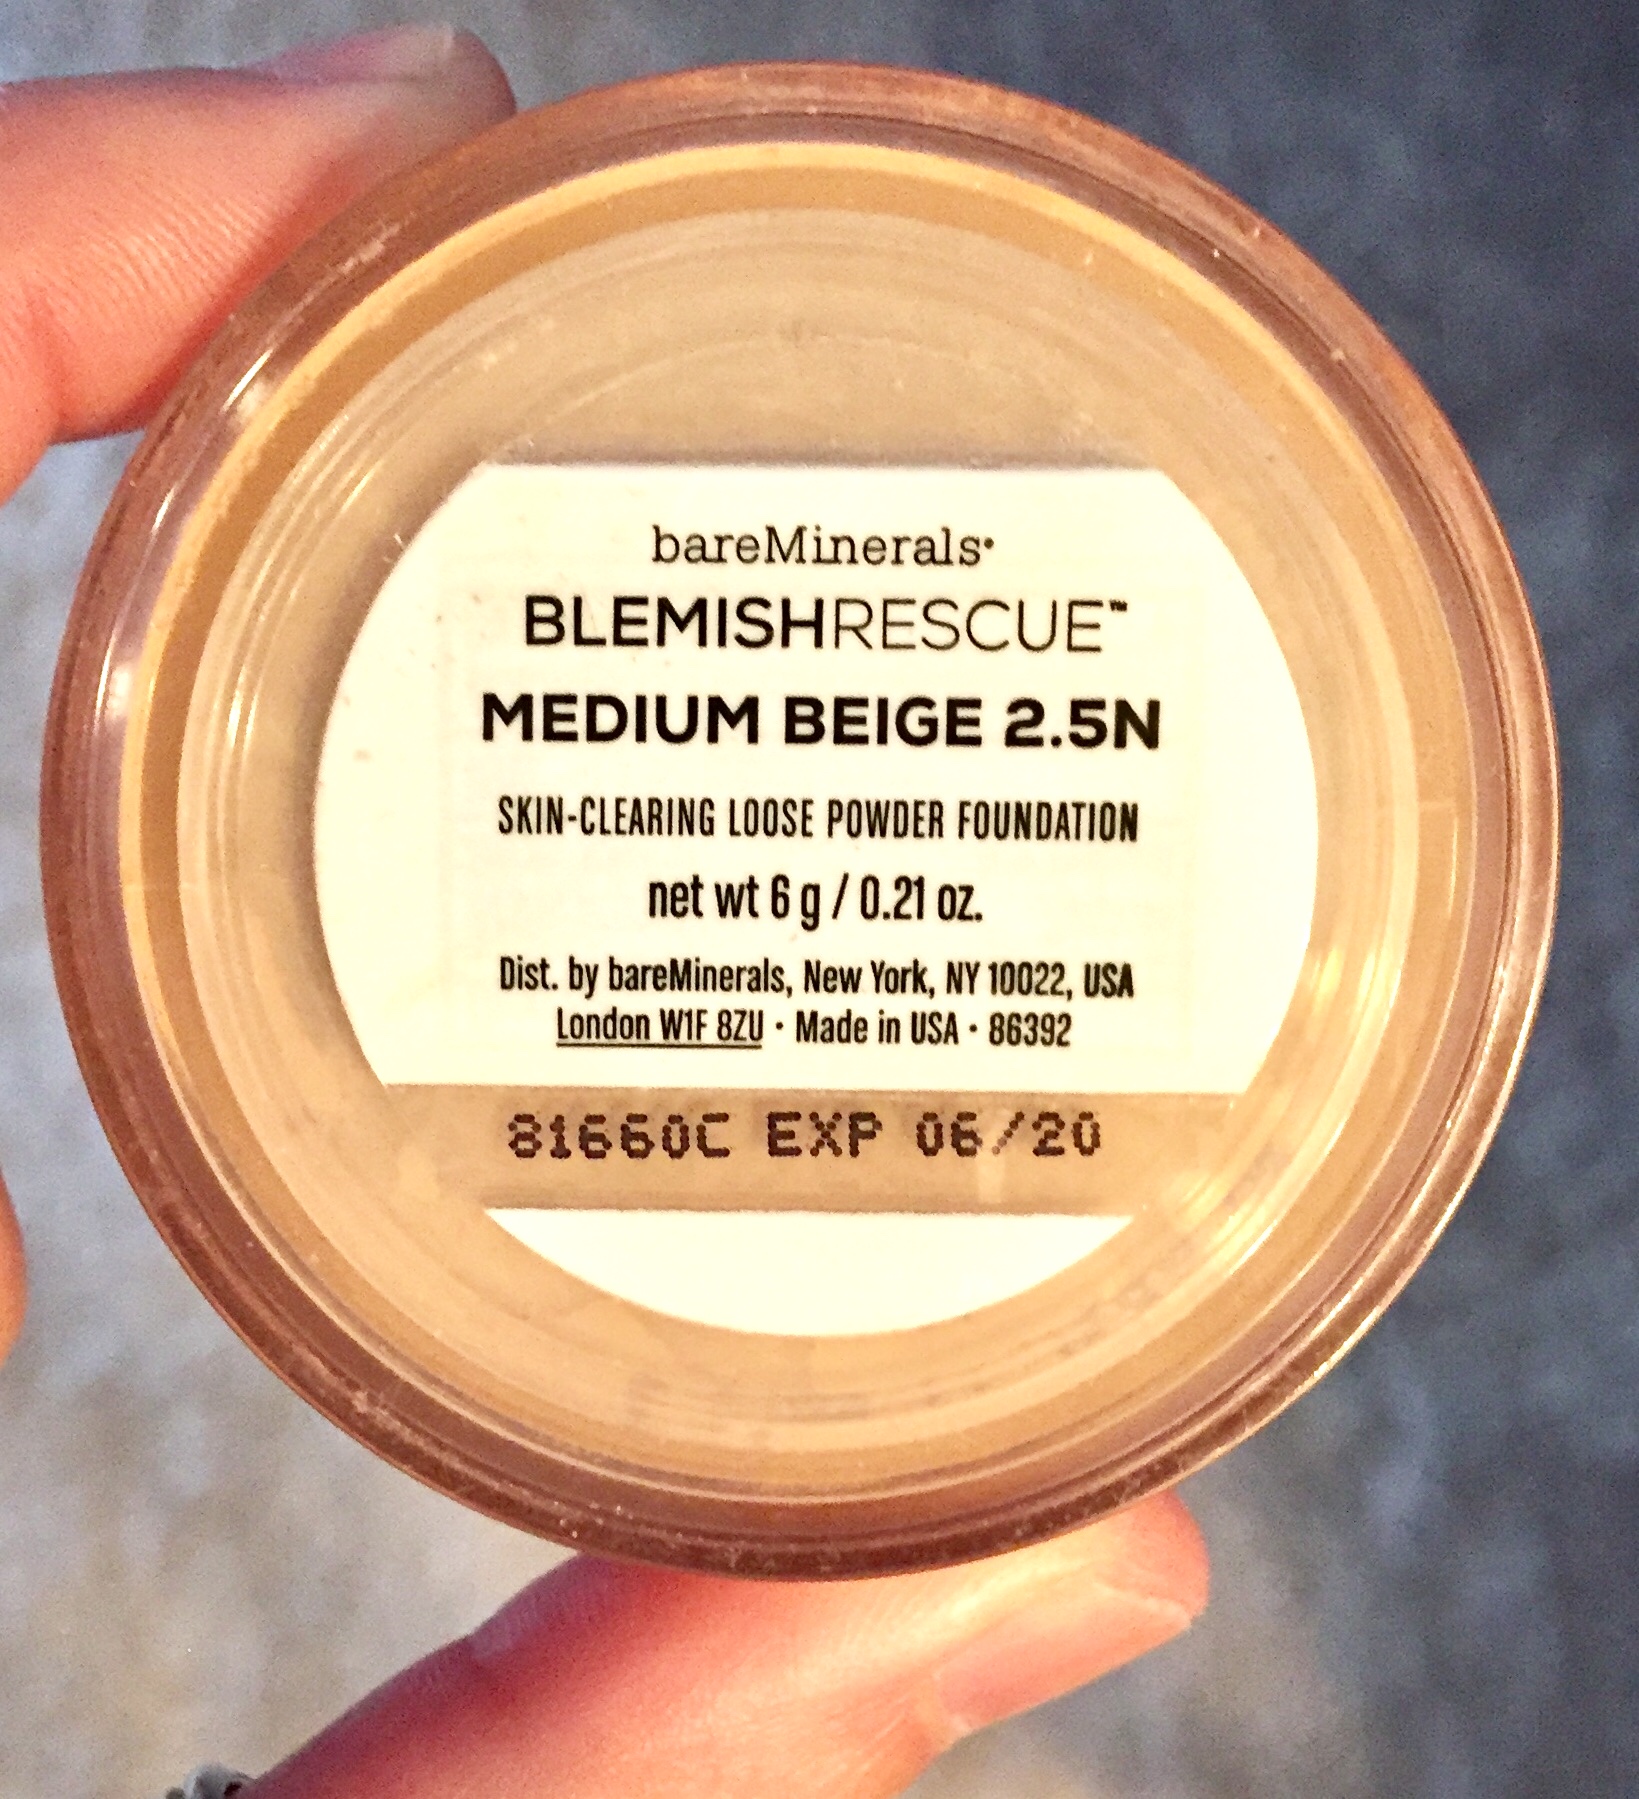 bareMinerals®
BLEMISHRESCUE™
MEDIUM BEIGE 2.5N
SKIN-CLEARING LOOSE POWDER FOUNDATION
net wt 6 g / 0.21 oz.
Dist. by bareMinerals, New York, NY 10022, USA
London W1F 8ZU · Made in USA · 86392
81660C EXP 06/20